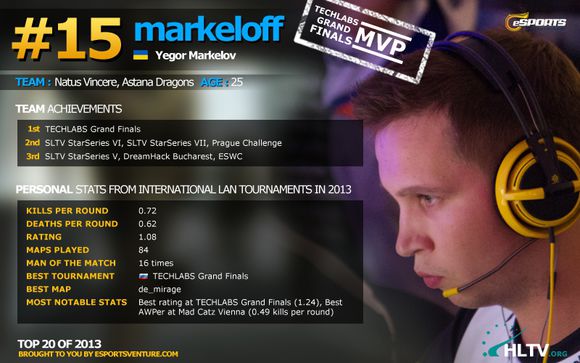 #15 markeloff
Yegor Markelov
TECHLABS
GRAND
FINALS
MVP
eSPORTS
TEAM : Natus Vincere, Astana Dragons AGE : 25
TEAM ACHIEVEMENTS
1st TECHLABS Grand Finals
2nd SLTV StarSeries VI, SLTV StarSeries VII, Prague Challenge
3rd SLTV StarSeries V, DreamHack Bucharest, ESWC
PERSONAL STATS FROM INTERNATIONAL LAN TOURNAMENTS IN 2013
KILLS PER ROUND 0.72
DEATHS PER ROUND 0.62
RATING 1.08
MAPS PLAYED 84
MAN OF THE MATCH 16 times
BEST TOURNAMENT TECHLABS Grand Finals
BEST MAP de_mirage
MOST NOTABLE STATS Best rating at TECHLABS Grand Finals (1.24), Best
AWPer at Mad Catz Vienna (0.49 kills per round)
TOP 20 OF 2013
BROUGHT TO YOU BY ESPORTSVENTURE.COM
HLTV.ORG